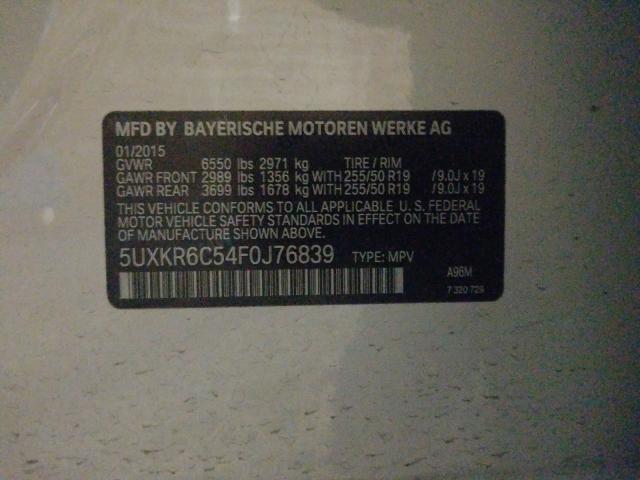 MFD BY BAYERISCHE MOTOREN WERKE AG
01/2015
GVWR 6550 lbs 2971 kg TIRE / RIM
GAWR FRONT 2989 lbs 1356 kg WITH 255/50 R19 / 9.0J x 19
GAWR REAR 3699 lbs 1678 kg WITH 255/50 R19 / 9.0J x 19
THIS VEHICLE CONFORMS TO ALL APPLICABLE U. S. FEDERAL
MOTOR VEHICLE SAFETY STANDARDS IN EFFECT ON THE DATE
OF MANUFACTURE SHOWN ABOVE.
5UXKR6C54F0J76839 TYPE: MPV
A96M
7 320 729